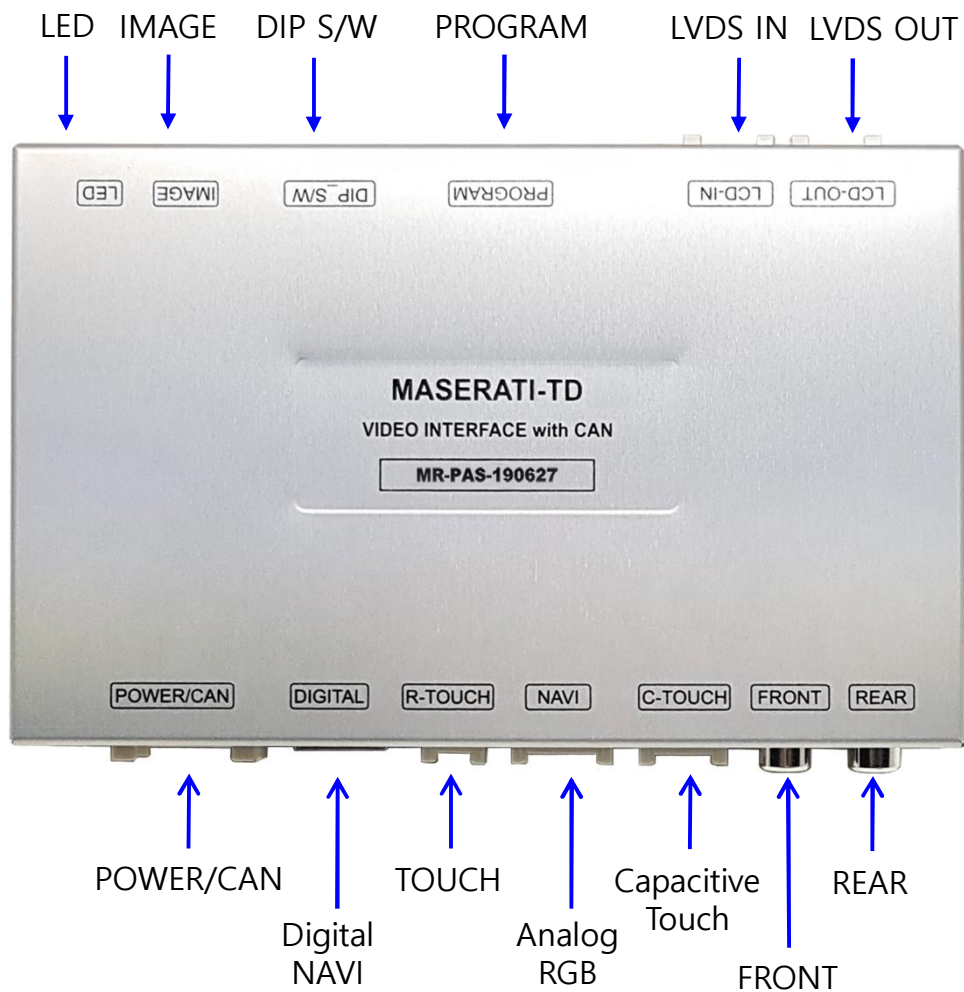 LED IMAGE DIP S/W PROGRAM LVDS IN LVDS OUT
LED IMAGE DIP_S/W PROGRAM LCD-IN LCD-OUT
MASERATI-TD
VIDEO INTERFACE with CAN
MR-PAS-190627
POWER/CAN DIGITAL R-TOUCH NAVI C-TOUCH FRONT REAR
POWER/CAN
Digital
NAVI
TOUCH
Analog
RGB
Capacitive
Touch
FRONT
REAR